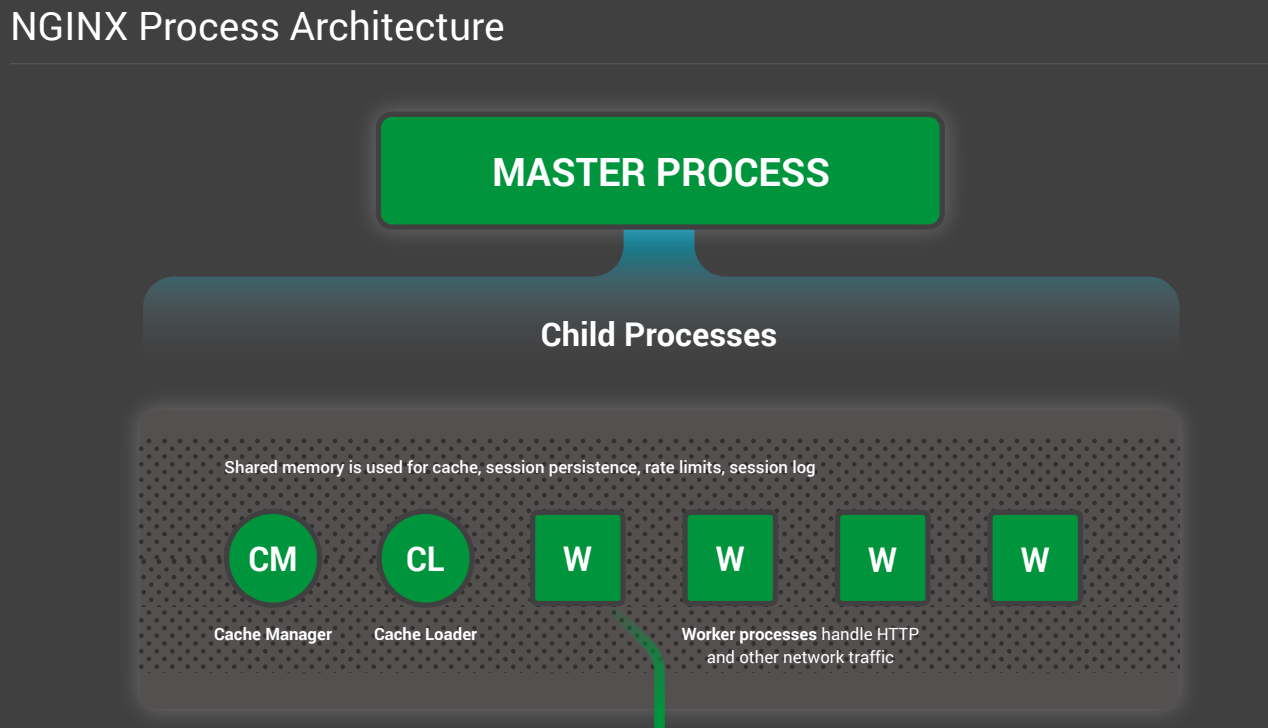 NGINX Process Architecture
MASTER PROCESS
Child Processes
Shared memory is used for cache, session persistence, rate limits, session log
CM
CL
W
W
W
W
Cache Manager
Cache Loader
Worker processes handle HTTP
and other network traffic